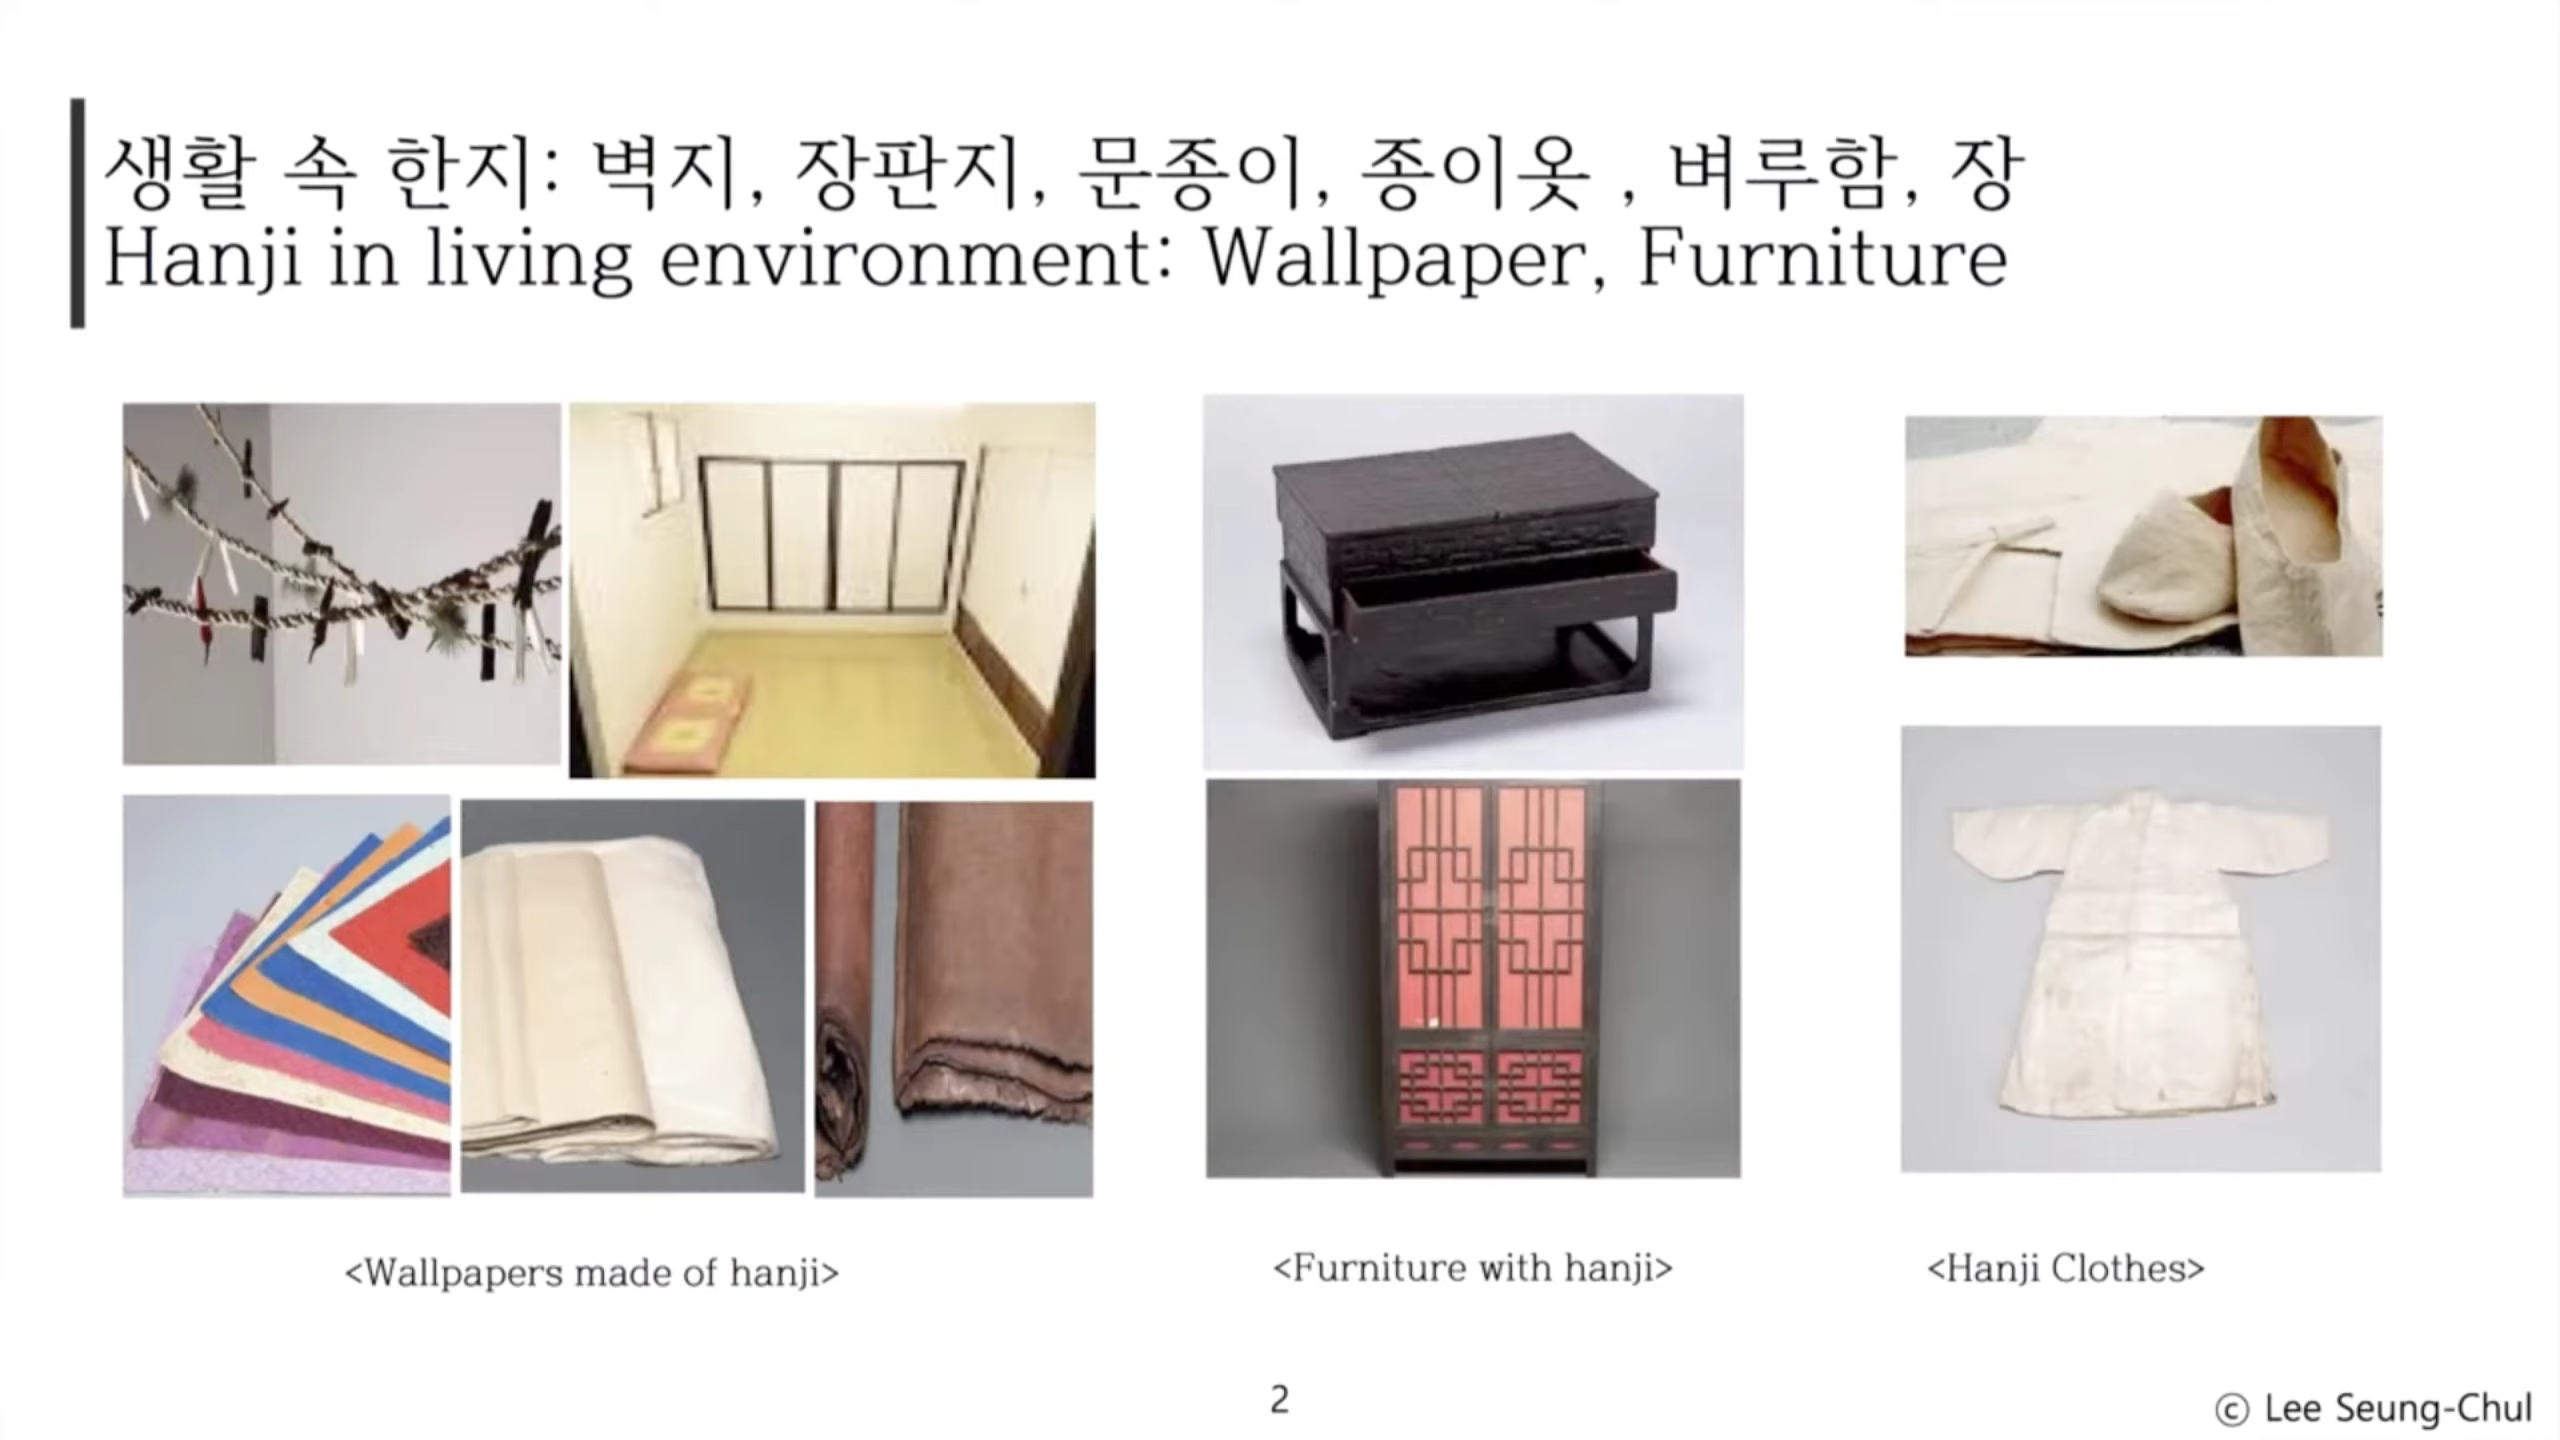 생활 속 한지: 벽지, 장판지, 문종이, 종이옷 , 벼루함, 장
Hanji in living environment: Wallpaper, Furniture
<Wallpapers made of hanji>
<Furniture with hanji>
<Hanji Clothes>
2
ⓒ Lee Seung-Chul